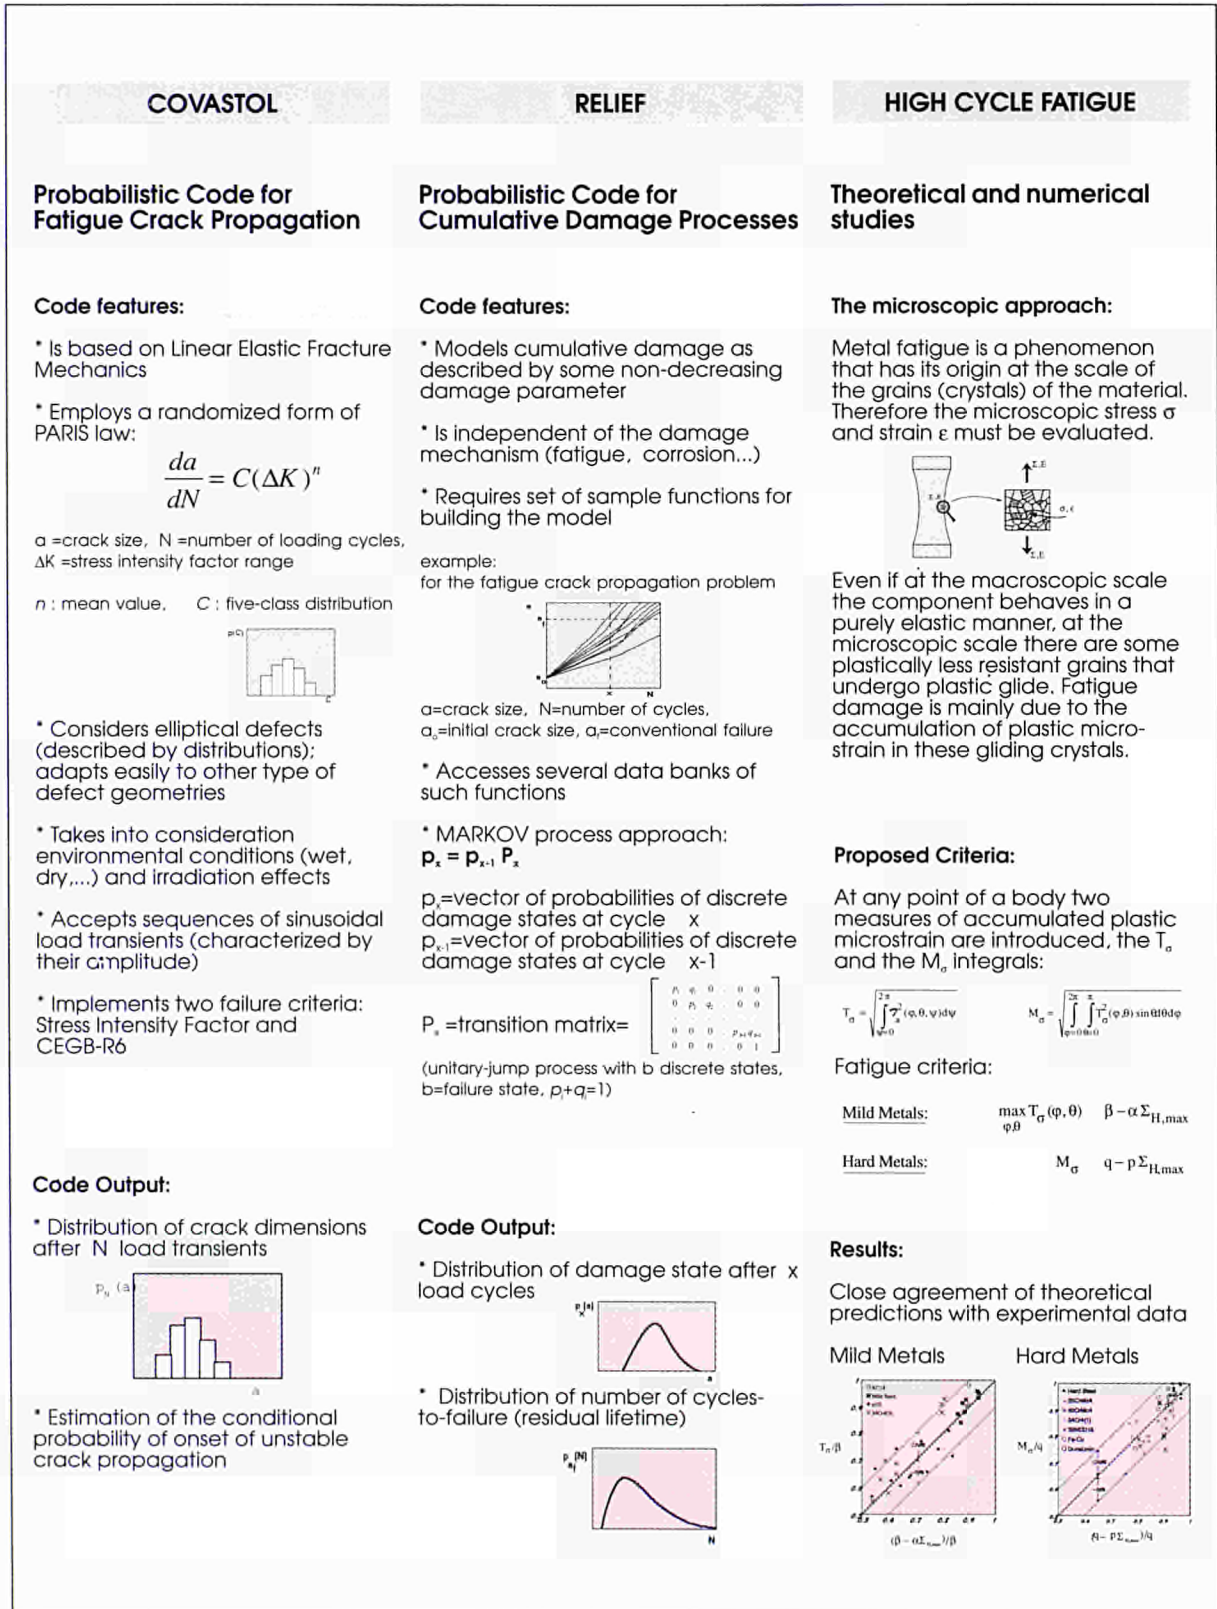 COVASTOL
Probabilistic Code for
Fatigue Crack Propagation
Code features:
* Is based on Linear Elastic Fracture
Mechanics
* Employs a randomized form of
PARIS law:
da/dN = C(ΔK)ⁿ
a =crack size, N =number of loading cycles,
ΔK =stress intensity factor range
n : mean value, C : five-class distribution
p(C)
C
* Considers elliptical defects
(described by distributions);
adapts easily to other type of
defect geometries
* Takes into consideration
environmental conditions (wet,
dry,...) and irradiation effects
* Accepts sequences of sinusoidal
load transients (characterized by
their amplitude)
* Implements two failure criteria:
Stress Intensity Factor and
CEGB-R6
Code Output:
* Distribution of crack dimensions
after N load transients
p_N (a)
a
* Estimation of the conditional
probability of onset of unstable
crack propagation
RELIEF
Probabilistic Code for
Cumulative Damage Processes
Code features:
* Models cumulative damage as
described by some non-decreasing
damage parameter
* Is independent of the damage
mechanism (fatigue, corrosion...)
* Requires set of sample functions for
building the model
example:
for the fatigue crack propagation problem
x N
a=crack size, N=number of cycles,
a₀=initial crack size, a_f=conventional failure
* Accesses several data banks of
such functions
* MARKOV process approach:
p_x = p_x-1 P_x
p_x=vector of probabilities of discrete
damage states at cycle x
p_x-1=vector of probabilities of discrete
damage states at cycle x-1
P_x =transition matrix=
(unitary-jump process with b discrete states,
b=failure state, p_i+q_i=1)
Code Output:
* Distribution of damage state after x
load cycles
p_x(a)
a
* Distribution of number of cycles-
to-failure (residual lifetime)
p_af (N)
N
HIGH CYCLE FATIGUE
Theoretical and numerical
studies
The microscopic approach:
Metal fatigue is a phenomenon
that has its origin at the scale of
the grains (crystals) of the material.
Therefore the microscopic stress σ
and strain ε must be evaluated.
Σ,E
Σ,E
σ,ε
Σ,E
Even if at the macroscopic scale
the component behaves in a
purely elastic manner, at the
microscopic scale there are some
plastically less resistant grains that
undergo plastic glide. Fatigue
damage is mainly due to the
accumulation of plastic micro-
strain in these gliding crystals.
Proposed Criteria:
At any point of a body two
measures of accumulated plastic
microstrain are introduced, the T_σ
and the M_σ integrals:
Fatigue criteria:
Mild Metals: max T_σ (φ,θ) β−αΣ_H,max
φ,θ
Hard Metals: M_σ q−pΣ_H,max
Results:
Close agreement of theoretical
predictions with experimental data
Mild Metals Hard Metals
T_σ/β
M_σ/q